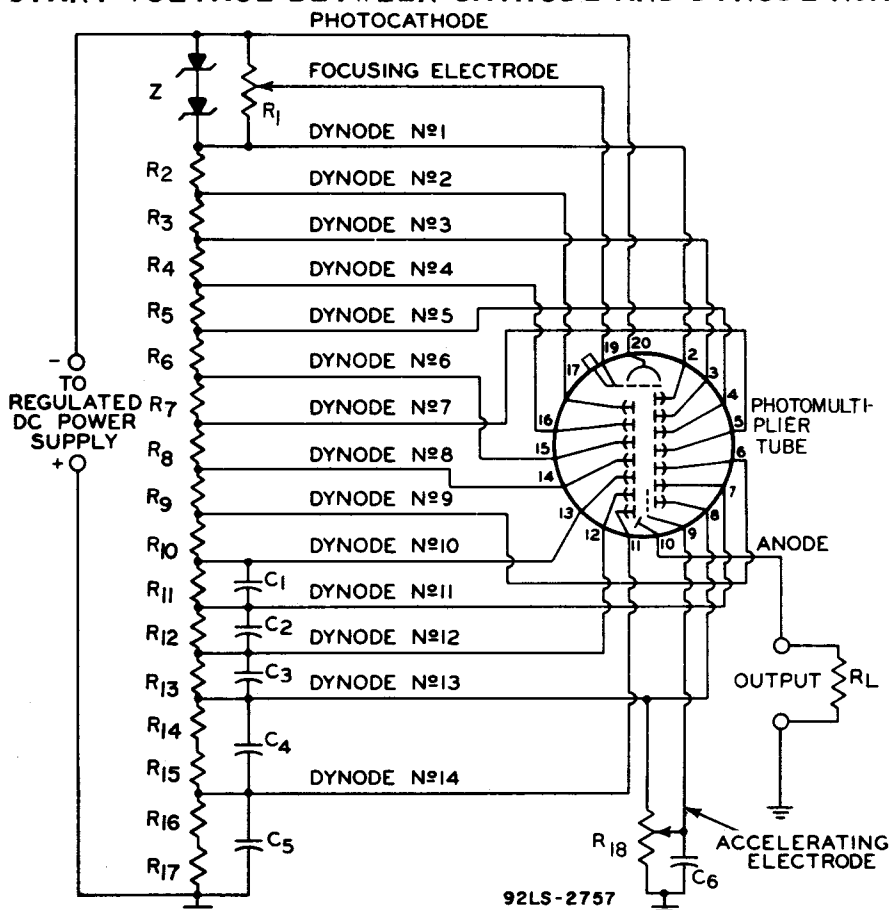 PHOTOCATHODE
FOCUSING ELECTRODE
Z
R1
DYNODE Nº1
R2
DYNODE Nº2
R3
DYNODE Nº3
R4
DYNODE Nº4
R5
DYNODE Nº5
R6
DYNODE Nº6
R7
DYNODE Nº7
R8
DYNODE Nº8
R9
DYNODE Nº9
R10
DYNODE Nº10
R11
C1
DYNODE Nº11
R12
C2
DYNODE Nº12
R13
C3
DYNODE Nº13
R14
C4
R15
DYNODE Nº14
R16
C5
R17
-
TO
REGULATED
DC POWER
SUPPLY
+
17
19
20
2
3
4
5
6
7
8
9
10
11
12
13
14
15
16
PHOTOMULTI-
PLIER
TUBE
ANODE
OUTPUT
RL
R18
C6
ACCELERATING
ELECTRODE
92LS-2757